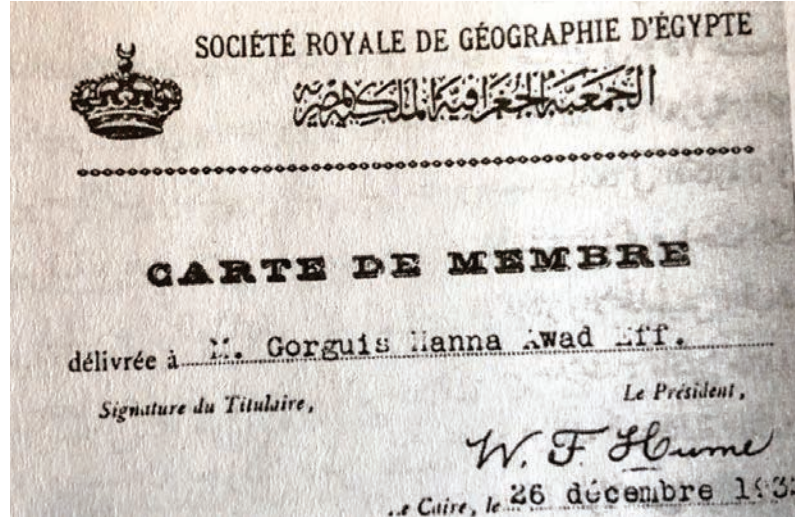 SOCIÉTÉ ROYALE DE GÉOGRAPHIE D'ÉGYPTE
الجمعية الجغرافية الملكية المصرية
CARTE DE MEMBRE
délivrée à M. Gorguis Hanna Awad Eff.
Signature du Titulaire, Le Président,
W. F. Hume
Le Caire, le 26 décembre